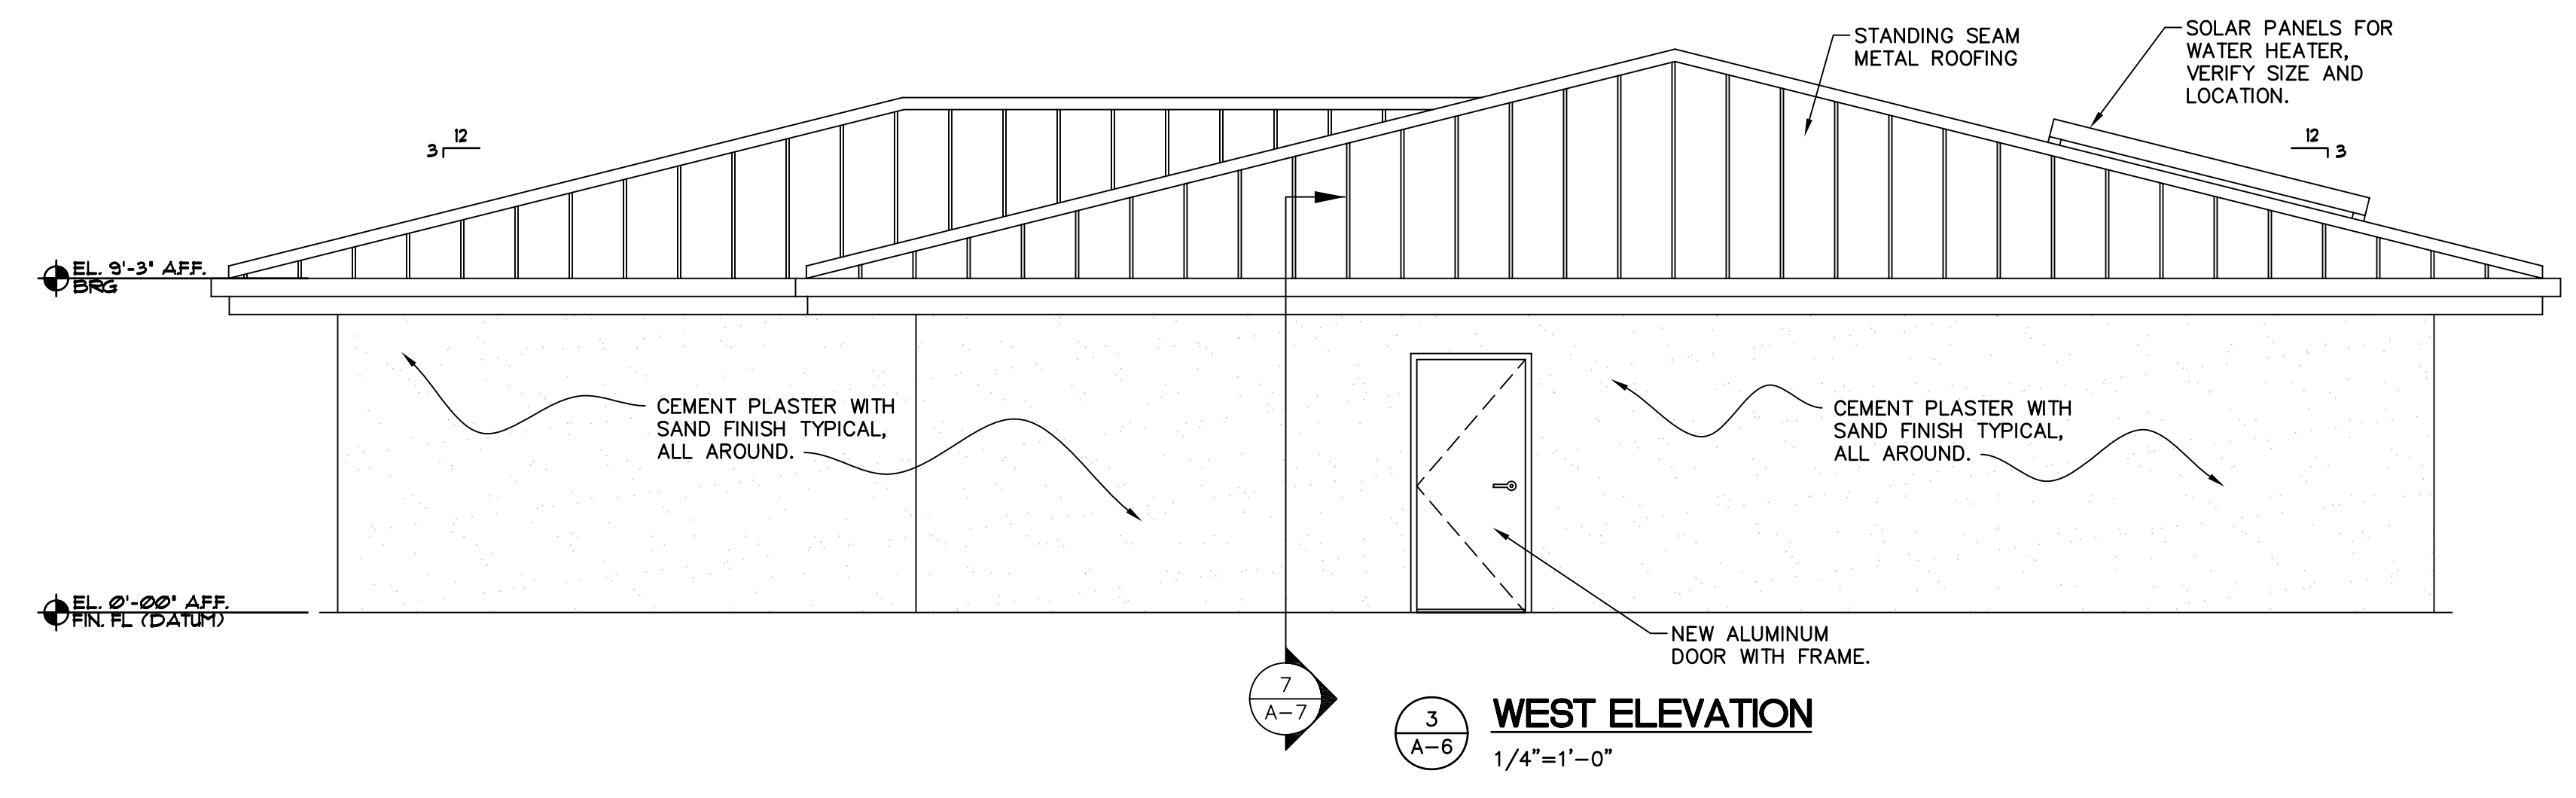 STANDING SEAM
METAL ROOFING
SOLAR PANELS FOR
WATER HEATER,
VERIFY SIZE AND
LOCATION.
12
3
12
3
EL. 9'-3" A.F.F.
BRG
CEMENT PLASTER WITH
SAND FINISH TYPICAL,
ALL AROUND.
CEMENT PLASTER WITH
SAND FINISH TYPICAL,
ALL AROUND.
EL. 0'-00" A.F.F.
FIN. FL (DATUM)
NEW ALUMINUM
DOOR WITH FRAME.
7
A-7
3
A-6
WEST ELEVATION
1/4"=1'-0"